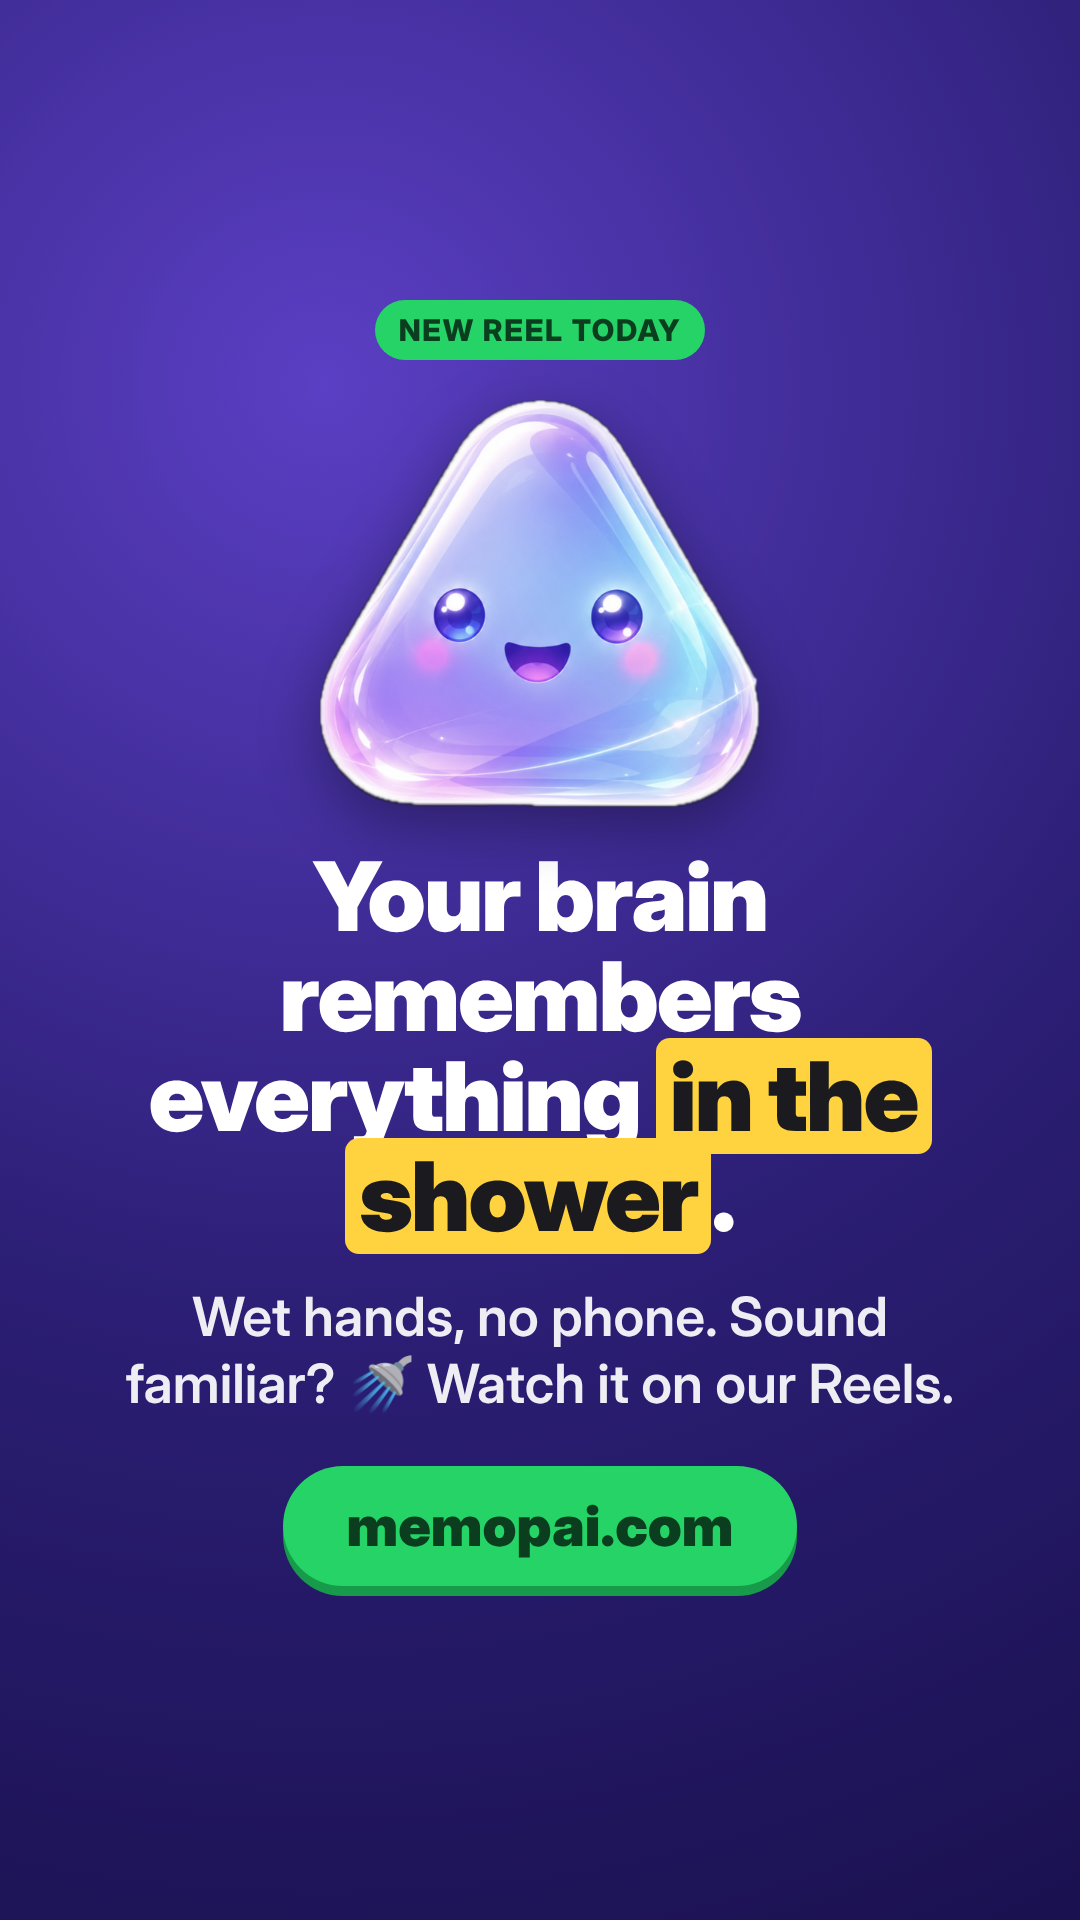 NEW REEL TODAY
Your brain
remembers
everything in the
shower.
Wet hands, no phone. Sound
familiar? 🚿 Watch it on our Reels.
memopai.com